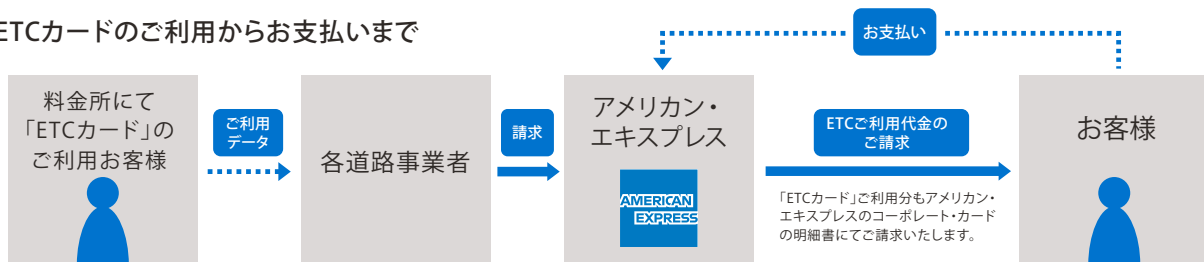 ETCカードのご利用からお支払いまで
お支払い
料金所にて
「ETCカード」の
ご利用お客様
ご利用
データ
各道路事業者
請求
アメリカン・
エキスプレス
AMERICAN
EXPRESS
ETCご利用代金の
ご請求
「ETCカード」ご利用分もアメリカン・
エキスプレスのコーポレート・カード
の明細書にてご請求いたします。
お客様